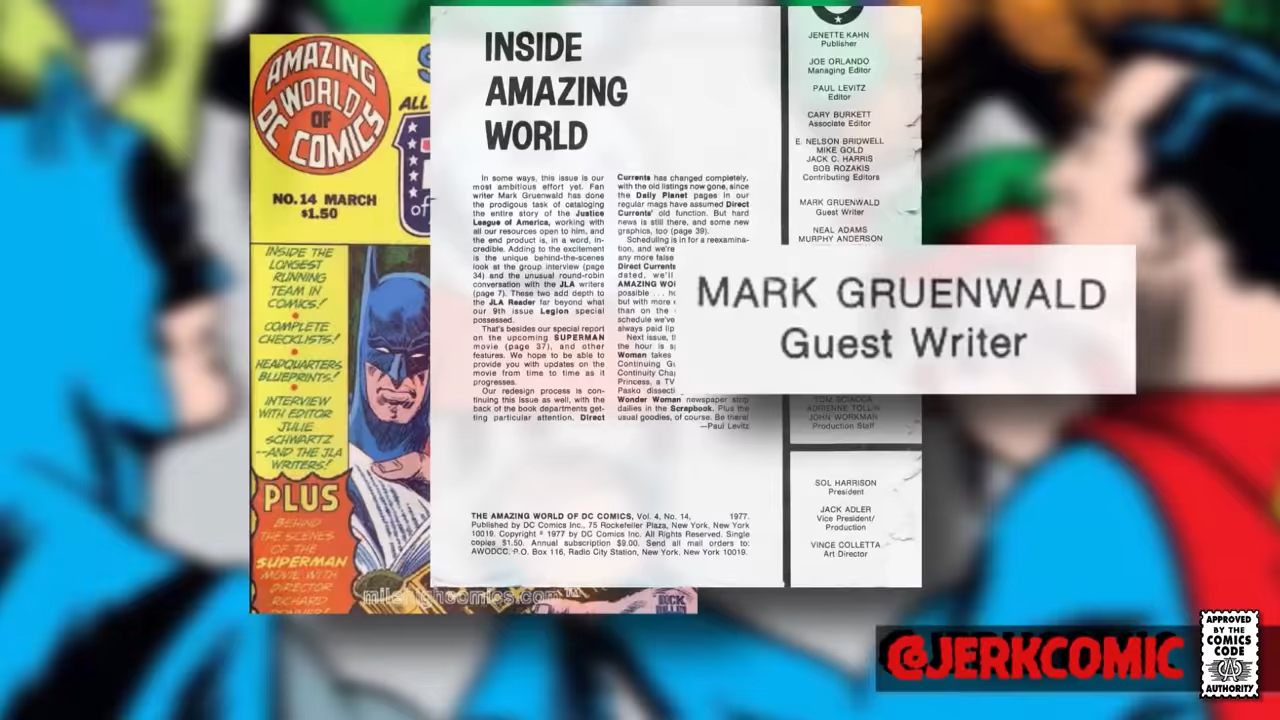 AMAZING
WORLD
OF
DC
COMICS
ALL
NO. 14 MARCH
$1.50
of
INSIDE THE
LONGEST
RUNNING
TEAM IN
COMICS!
COMPLETE
CHECKLISTS!
HEADQUARTERS
BLUEPRINTS!
INTERVIEW
WITH EDITOR
JULIE
SCHWARTZ
--AND THE JLA
WRITERS!
PLUS
BEHIND
THE SCENES
OF THE
SUPERMAN
MOVIE WITH
DIRECTOR
RICHARD
milehighcomics.com™
DICK
INSIDE
AMAZING
WORLD
In some ways, this issue is our
most ambitious effort yet. Fan
writer Mark Gruenwald has done
the prodigious task of cataloging
the entire story of the Justice
League of America, working with
all our resources open to him, and
the end product is, in a word, in-
credible. Adding to the excitement
is the unique behind-the-scenes
look at the group interview (page
34) and the unusual round-robin
conversation with the JLA writers
(page 7). These two add depth to
the JLA Reader far beyond what
our 9th issue Legion special
possessed.
That's besides our special report
on the upcoming SUPERMAN
movie (page 37), and other
features. We hope to be able to
provide you with updates on the
movie from time to time as it
progresses.
Our redesign process is con-
tinuing this issue as well, with the
back of the book departments get-
ting particular attention. Direct
Currents has changed completely,
with the old listings now gone, since
the Daily Planet pages in our
regular mags have assumed Direct
Currents' old function. But hard
news is still there, and some new
graphics, too (page 39).
Scheduling is in for a reexamina-
tion, and we're
any more false
Direct Currents
dated, we'll
AMAZING WO
possible . . .
but with more
than on the
schedule we've
always paid lip
Next issue,
the hour is
Woman takes
Continuing
Continuity
Princess, a TV
Pasko dissecti
Wonder Woman newspaper strip
dailies in the Scrapbook. Plus the
usual goodies, of course. Be there!
—Paul Levitz
THE AMAZING WORLD OF DC COMICS, Vol. 4, No. 14, 1977.
Published by DC Comics Inc., 75 Rockefeller Plaza, New York, New York
10019. Copyright © 1977 by DC Comics Inc. All Rights Reserved. Single
copies $1.50. Annual subscription $9.00. Send all mail orders to:
AWODCC, P.O. Box 116, Radio City Station, New York, New York 10019.
JENETTE KAHN
Publisher
JOE ORLANDO
Managing Editor
PAUL LEVITZ
Editor
CARY BURKETT
Associate Editor
E. NELSON BRIDWELL
MIKE GOLD
JACK C. HARRIS
BOB ROZAKIS
Contributing Editors
MARK GRUENWALD
Guest Writer
NEAL ADAMS
MURPHY ANDERSON
MARK GRUENWALD
Guest Writer
TOM SCIACCA
ADRIENNE TOLLIN
JOHN WORKMAN
Production Staff
SOL HARRISON
President
JACK ADLER
Vice President/
Production
VINCE COLLETTA
Art Director
@JERKCOMIC
APPROVED
BY THE
COMICS
CODE
AUTHORITY